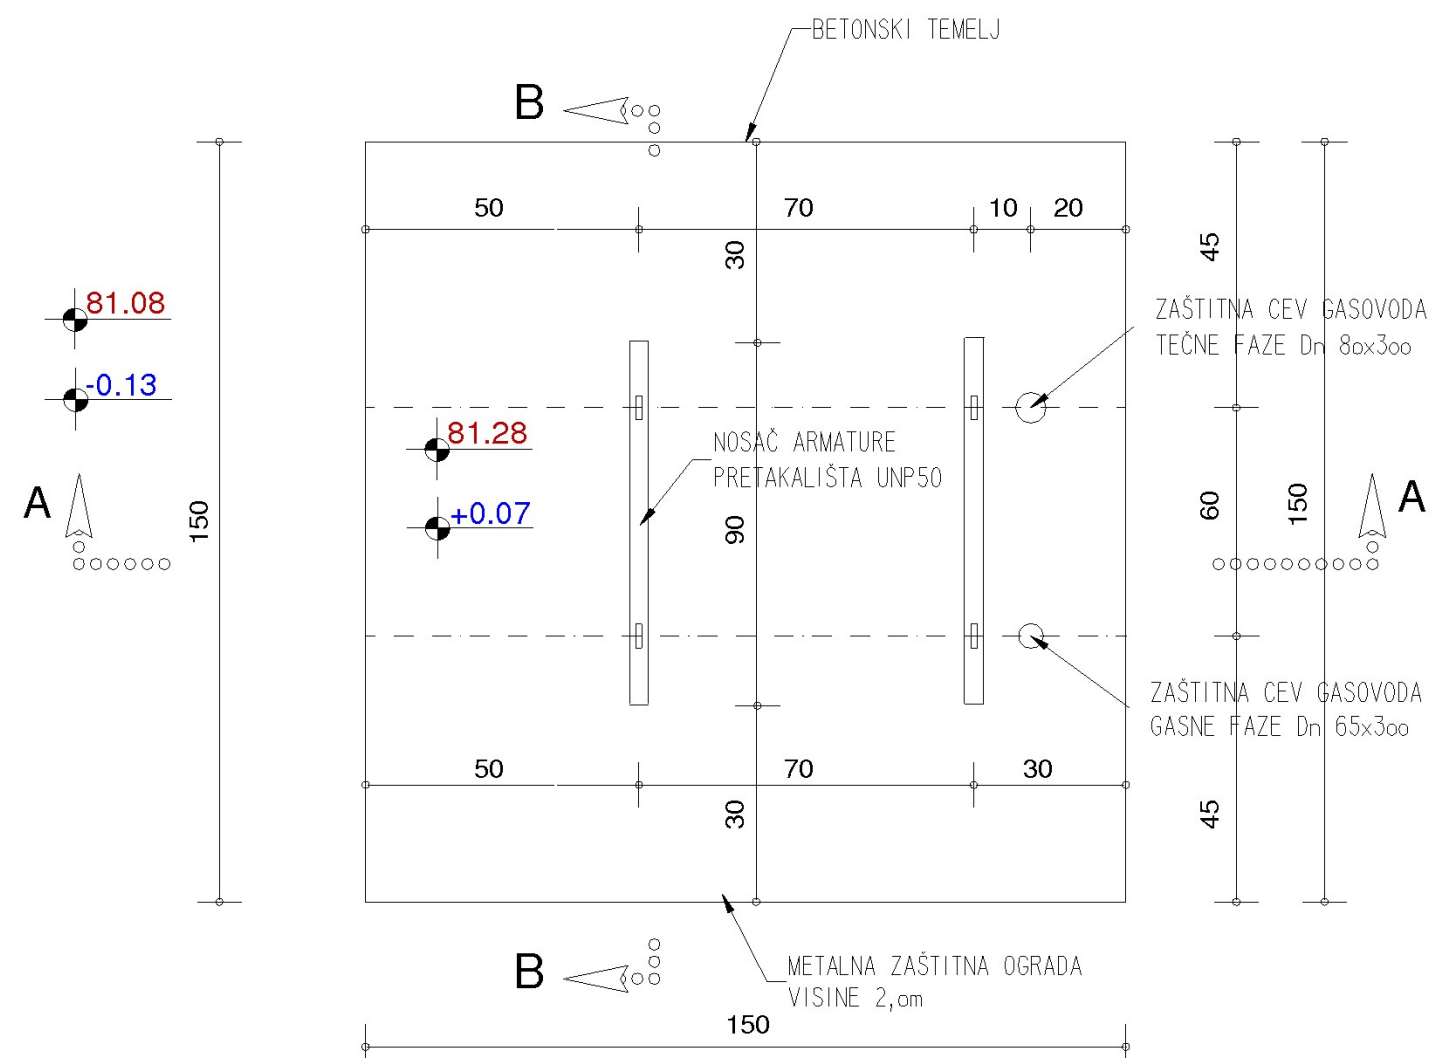 BETONSKI TEMELJ
B
50
70
10
20
30
45
81.08
-0.13
ZAŠTITNA CEV GASOVODA
TEČNE FAZE Dn 80x300
81.28
+0.07
NOSAČ ARMATURE
PRETAKALIŠTA UNP50
A
150
90
60
150
A
ZAŠTITNA CEV GASOVODA
GASNE FAZE Dn 65x300
50
70
30
30
45
B
METALNA ZAŠTITNA OGRADA
VISINE 2,0m
150